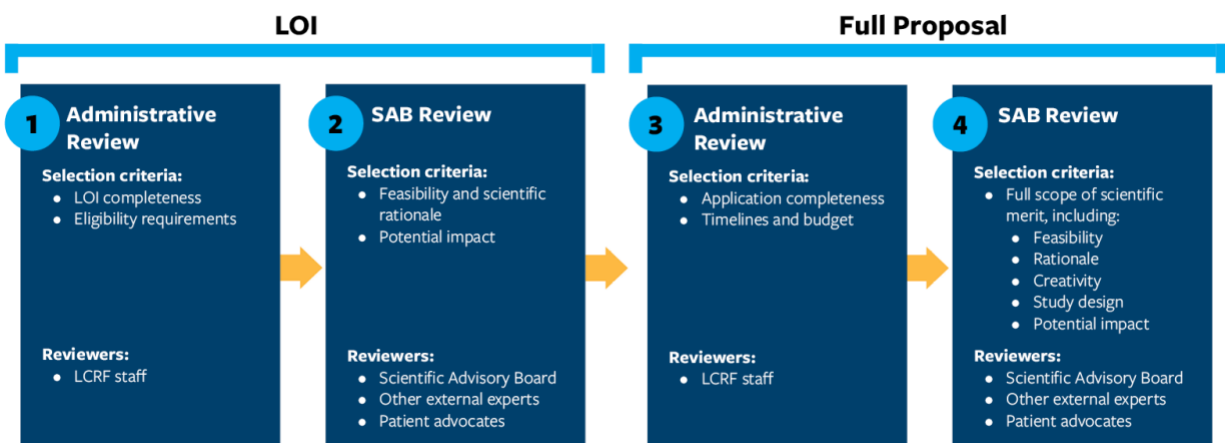 LOI
Full Proposal
1
Administrative
Review
Selection criteria:
● LOI completeness
● Eligibility requirements
Reviewers:
● LCRF staff
2
SAB Review
Selection criteria:
● Feasibility and scientific
rationale
● Potential impact
Reviewers:
● Scientific Advisory Board
● Other external experts
● Patient advocates
3
Administrative
Review
Selection criteria:
● Application completeness
● Timelines and budget
Reviewers:
● LCRF staff
4
SAB Review
Selection criteria:
● Full scope of scientific
merit, including:
● Feasibility
● Rationale
● Creativity
● Study design
● Potential impact
Reviewers:
● Scientific Advisory Board
● Other external experts
● Patient advocates